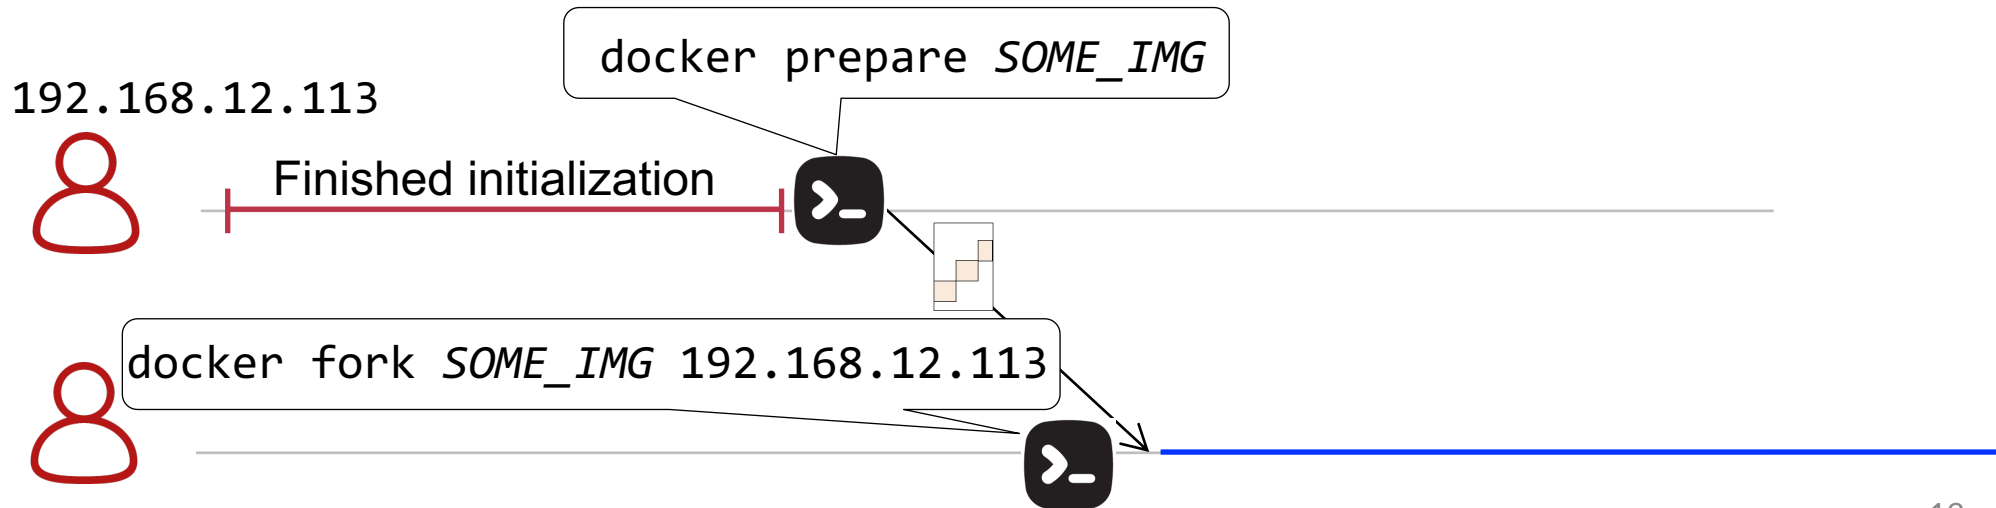 docker prepare SOME_IMG
192.168.12.113
Finished initialization
docker fork SOME_IMG 192.168.12.113